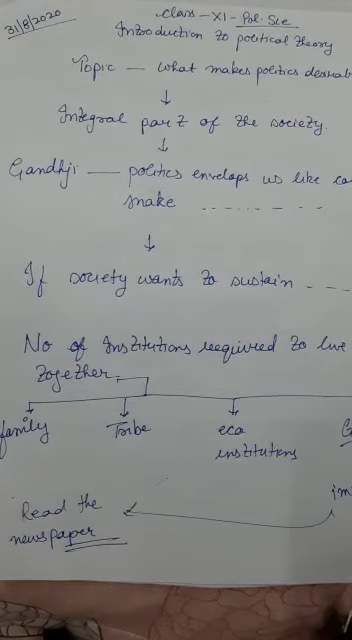 31/8/2020
Class - XI - Pol. Sce
Introduction to political theory
Topic — what makes politics
Integral part of the society.
Gandhiji — politics envelops us like
snake ..........
If society wants to sustain - - -
No of institutions required to live
together.
family Tribe eco
institutions
Read the
newspaper